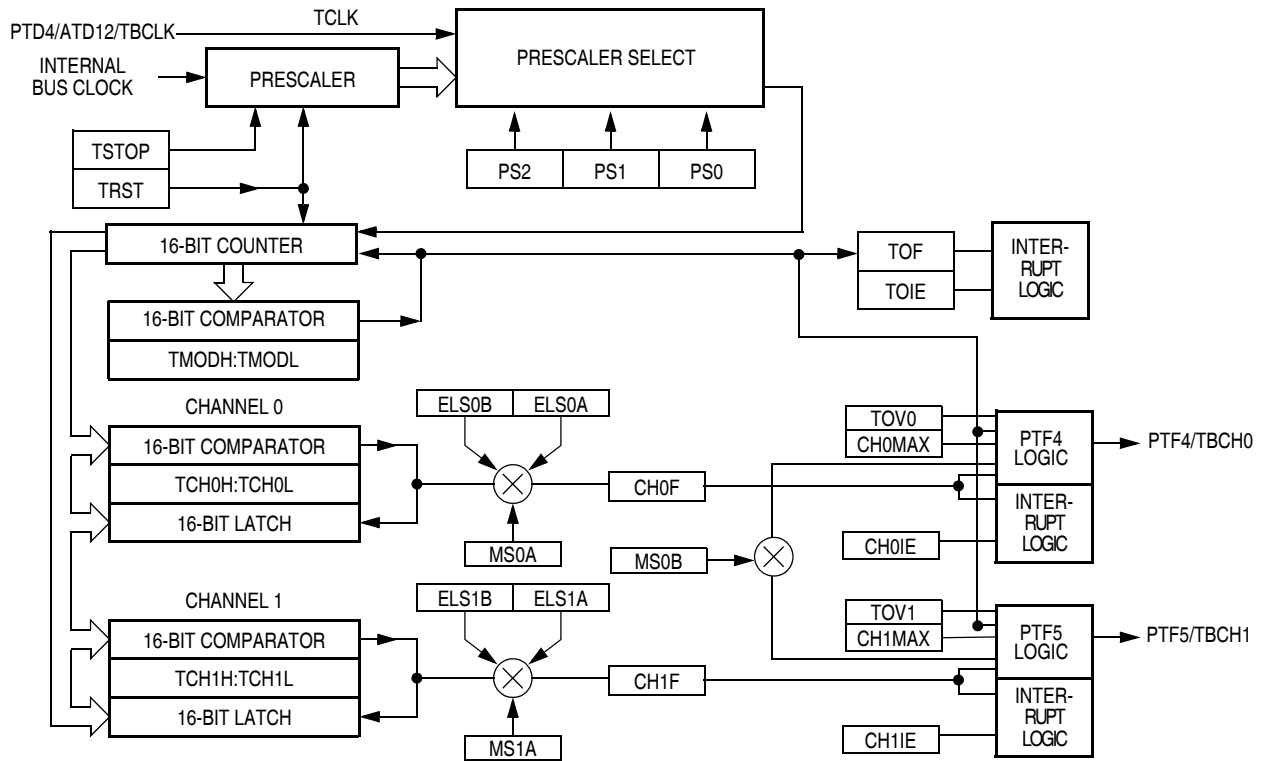 TCLK
PTD4/ATD12/TBCLK
INTERNAL
BUS CLOCK
PRESCALER
PRESCALER SELECT
TSTOP
TRST
PS2
PS1
PS0
16-BIT COUNTER
16-BIT COMPARATOR
TMODH:TMODL
TOF
TOIE
INTER-
RUPT
LOGIC
CHANNEL 0
16-BIT COMPARATOR
TCH0H:TCH0L
16-BIT LATCH
ELS0B
ELS0A
MS0A
CH0F
TOV0
CH0MAX
PTF4
LOGIC
PTF4/TBCH0
INTER-
RUPT
LOGIC
CH0IE
MS0B
CHANNEL 1
16-BIT COMPARATOR
TCH1H:TCH1L
16-BIT LATCH
ELS1B
ELS1A
MS1A
CH1F
TOV1
CH1MAX
PTF5
LOGIC
PTF5/TBCH1
INTER-
RUPT
LOGIC
CH1IE